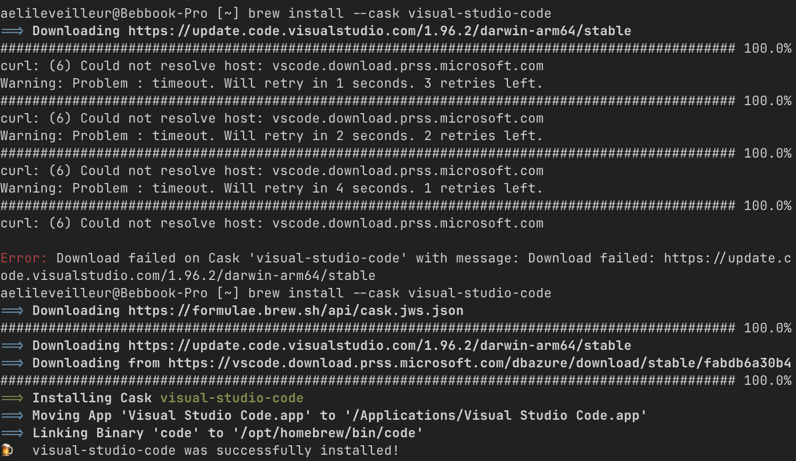 aelileveilleur@Bebbook-Pro [~] brew install --cask visual-studio-code
==> Downloading https://update.code.visualstudio.com/1.96.2/darwin-arm64/stable
############################################################################################ 100.0%
curl: (6) Could not resolve host: vscode.download.prss.microsoft.com
Warning: Problem : timeout. Will retry in 1 seconds. 3 retries left.
############################################################################################ 100.0%
curl: (6) Could not resolve host: vscode.download.prss.microsoft.com
Warning: Problem : timeout. Will retry in 2 seconds. 2 retries left.
############################################################################################ 100.0%
curl: (6) Could not resolve host: vscode.download.prss.microsoft.com
Warning: Problem : timeout. Will retry in 4 seconds. 1 retries left.
############################################################################################ 100.0%
curl: (6) Could not resolve host: vscode.download.prss.microsoft.com
Error: Download failed on Cask 'visual-studio-code' with message: Download failed: https://update.c
ode.visualstudio.com/1.96.2/darwin-arm64/stable
aelileveilleur@Bebbook-Pro [~] brew install --cask visual-studio-code
==> Downloading https://formulae.brew.sh/api/cask.jws.json
############################################################################################ 100.0%
==> Downloading https://update.code.visualstudio.com/1.96.2/darwin-arm64/stable
==> Downloading from https://vscode.download.prss.microsoft.com/dbazure/download/stable/fabdb6a30b4
############################################################################################ 100.0%
==> Installing Cask visual-studio-code
==> Moving App 'Visual Studio Code.app' to '/Applications/Visual Studio Code.app'
==> Linking Binary 'code' to '/opt/homebrew/bin/code'
🍺 visual-studio-code was successfully installed!